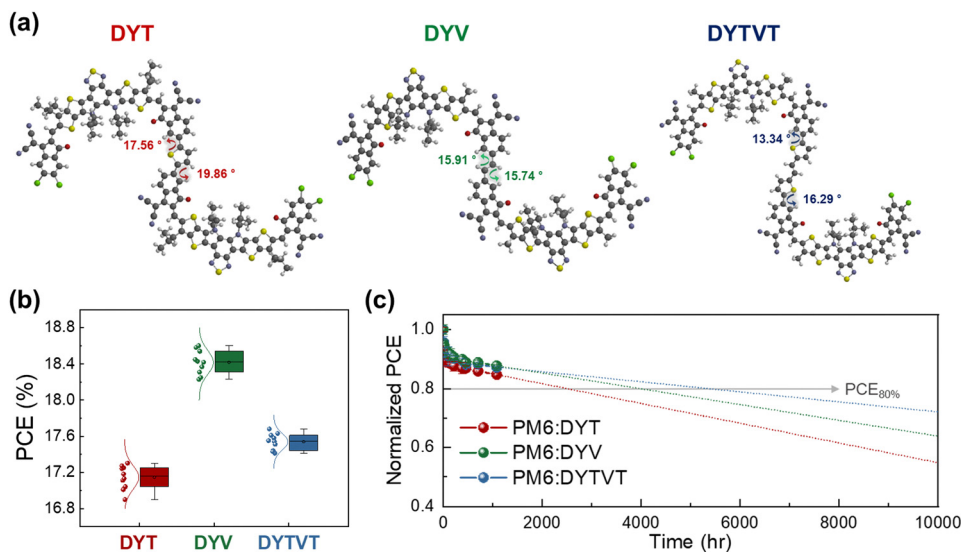 (a)
DYT
DYV
DYTVT
17.56 °
19.86 °
15.91 °
15.74 °
13.34 °
16.29 °
(b)
PCE (%)
18.8
18.4
18.0
17.6
17.2
16.8
DYT
DYV
DYTVT
(c)
Normalized PCE
1.0
0.8
0.6
0.4
PCE80%
PM6:DYT
PM6:DYV
PM6:DYTVT
0
2000
4000
6000
8000
10000
Time (hr)